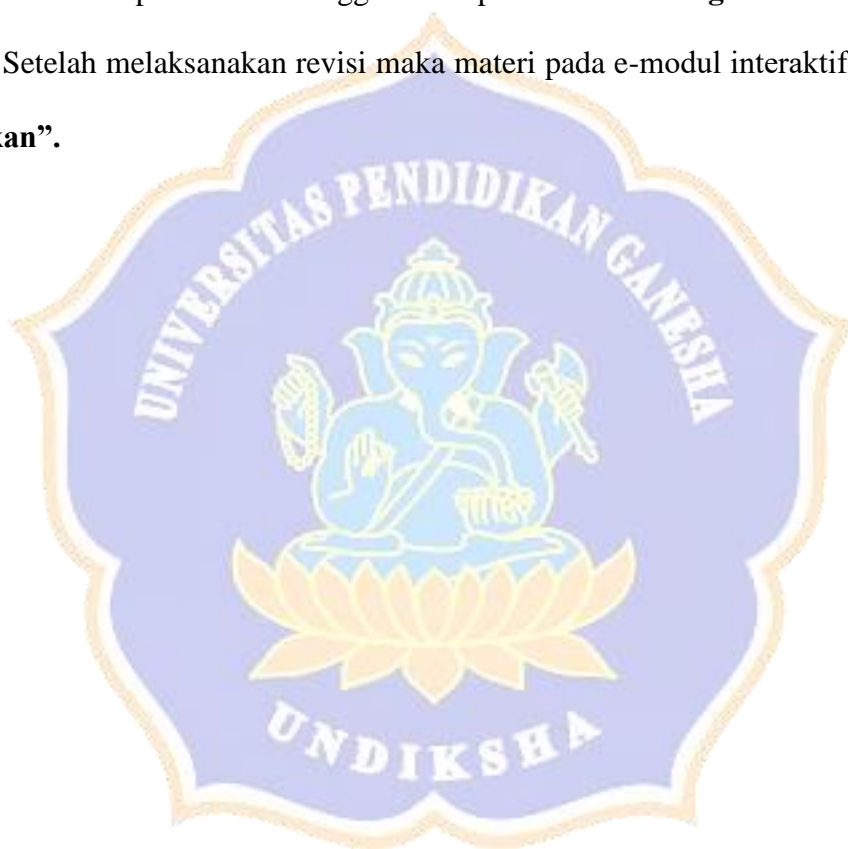 Setelah melaksanakan revisi maka materi pada e-modul interaktif
kan”.
UNIVERSITAS PENDIDIKAN GANESHA
UNDIKSHA